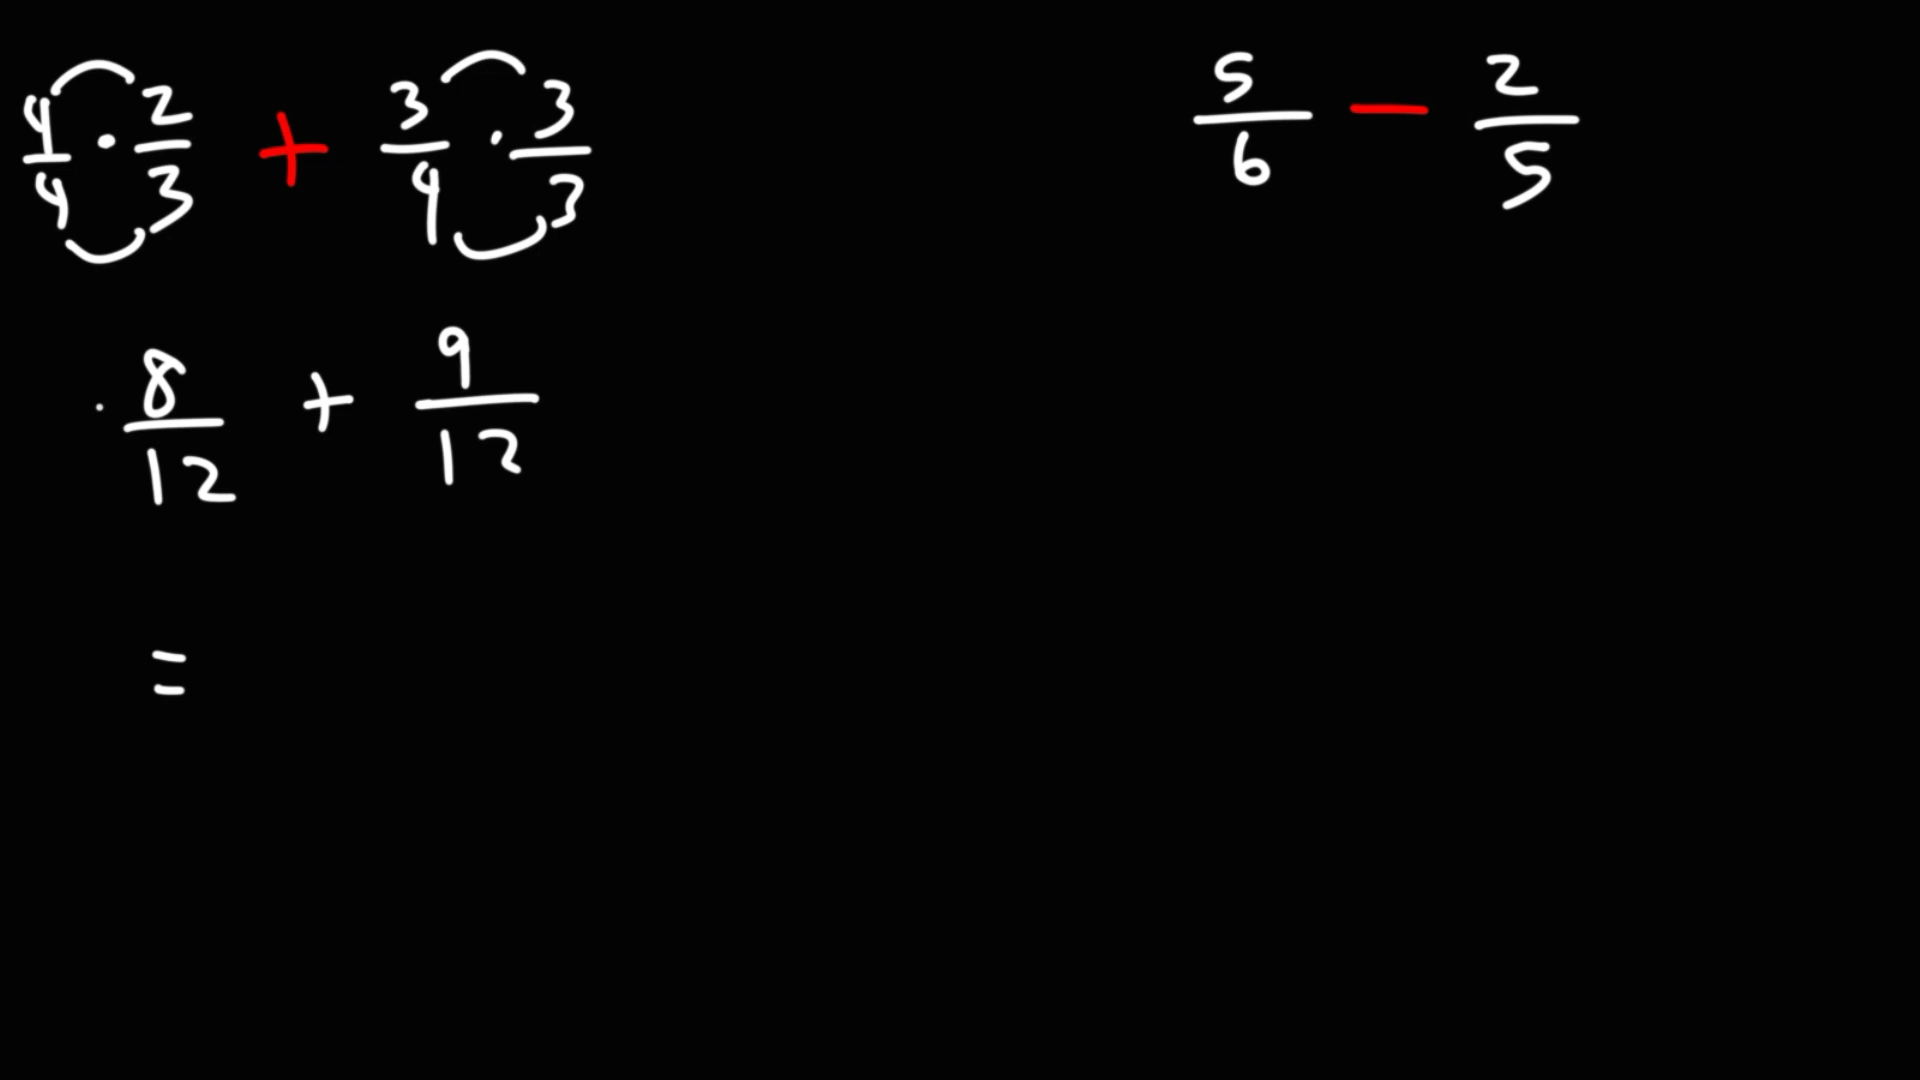 4/4 · 2/3 + 3/4 · 3/3
8/12 + 9/12
=
5/6 − 2/5